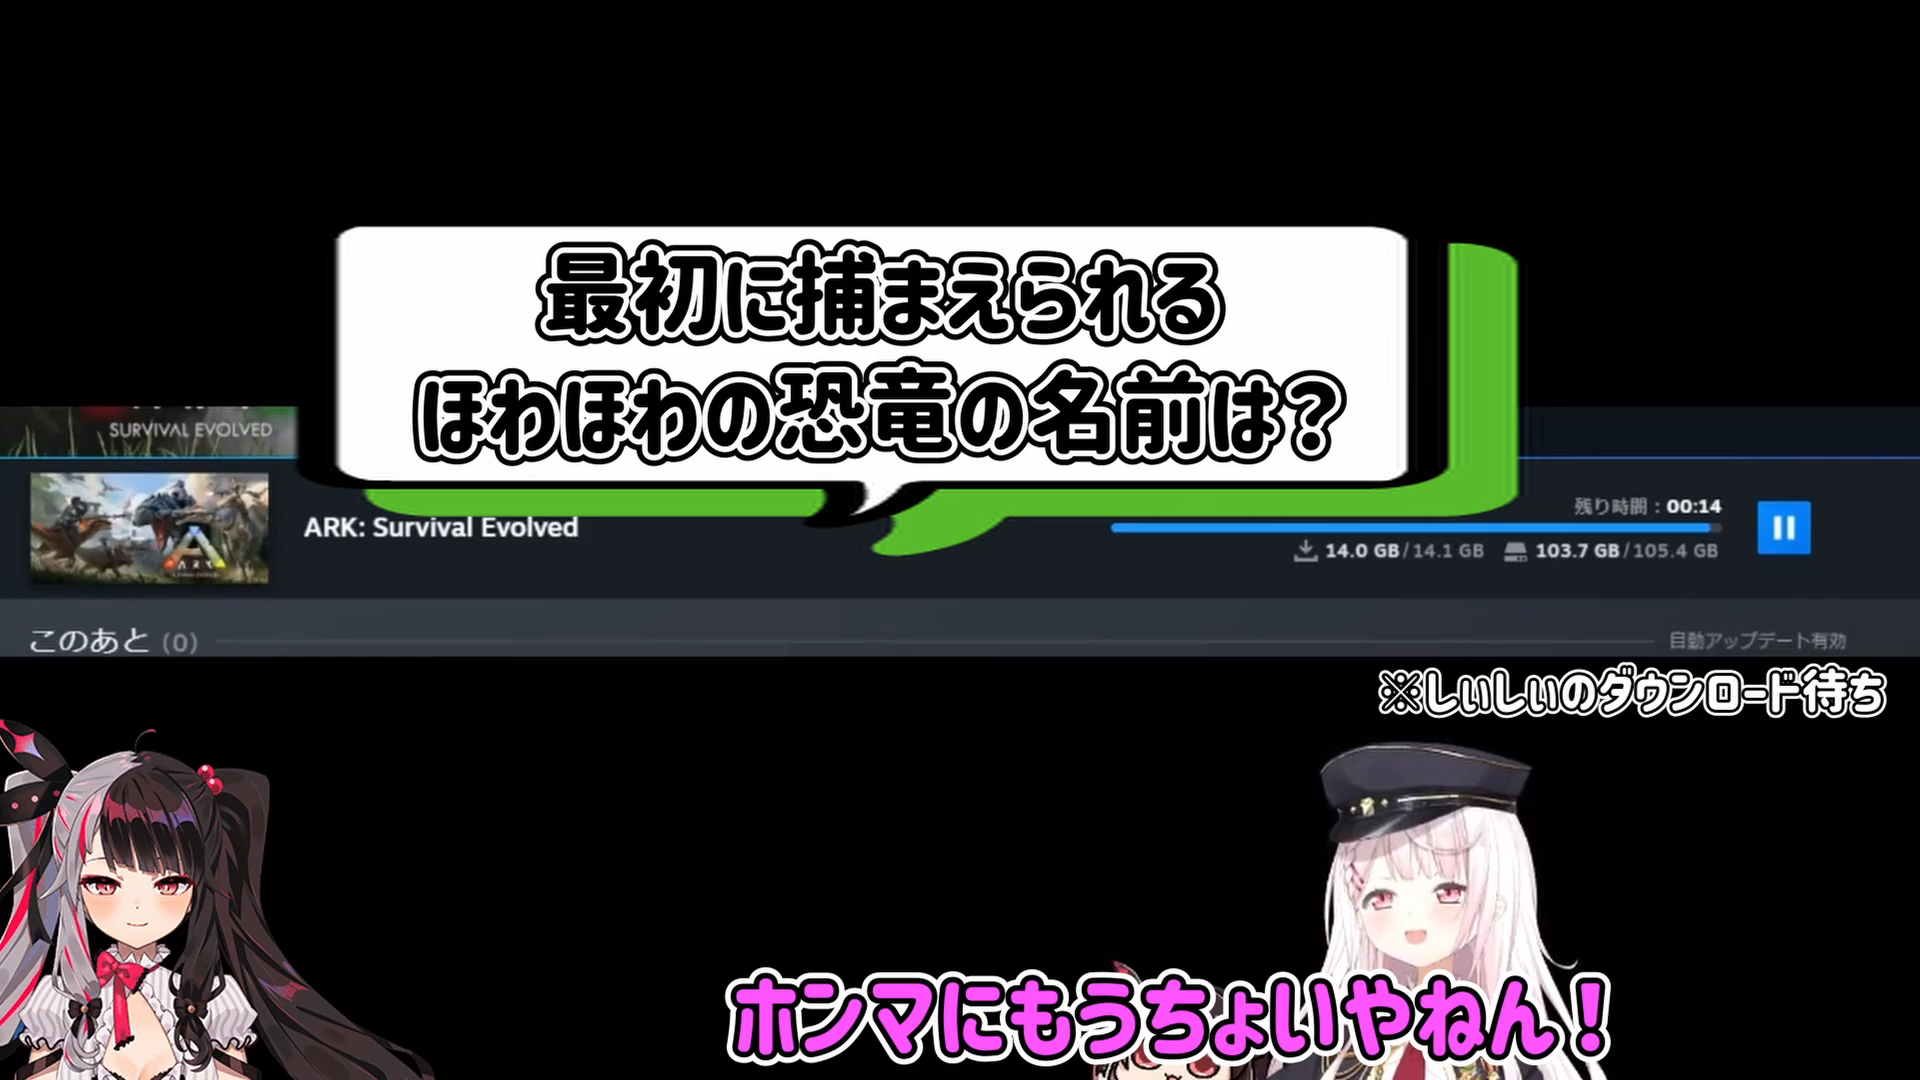 最初に捕まえられる
ほわほわの恐竜の名前は？
SURVIVAL EVOLVED
ARK: Survival Evolved
残り時間：00:14
14.0 GB/14.1 GB 103.7 GB/105.4 GB
このあと (0)
自動アップデート有効
※しぃしぃのダウンロード待ち
ホンマにもうちょいやねん！